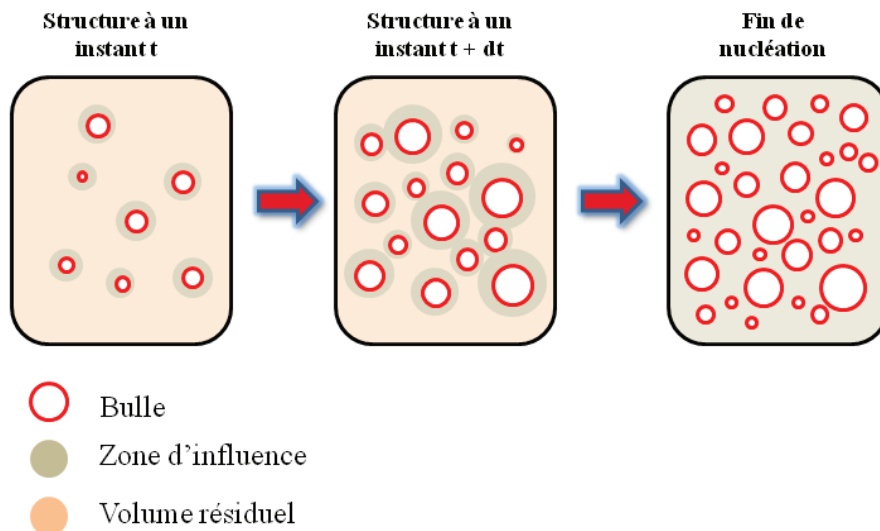 Structure à un
instant t
Structure à un
instant t + dt
Fin de
nucléation
Bulle
Zone d'influence
Volume résiduel